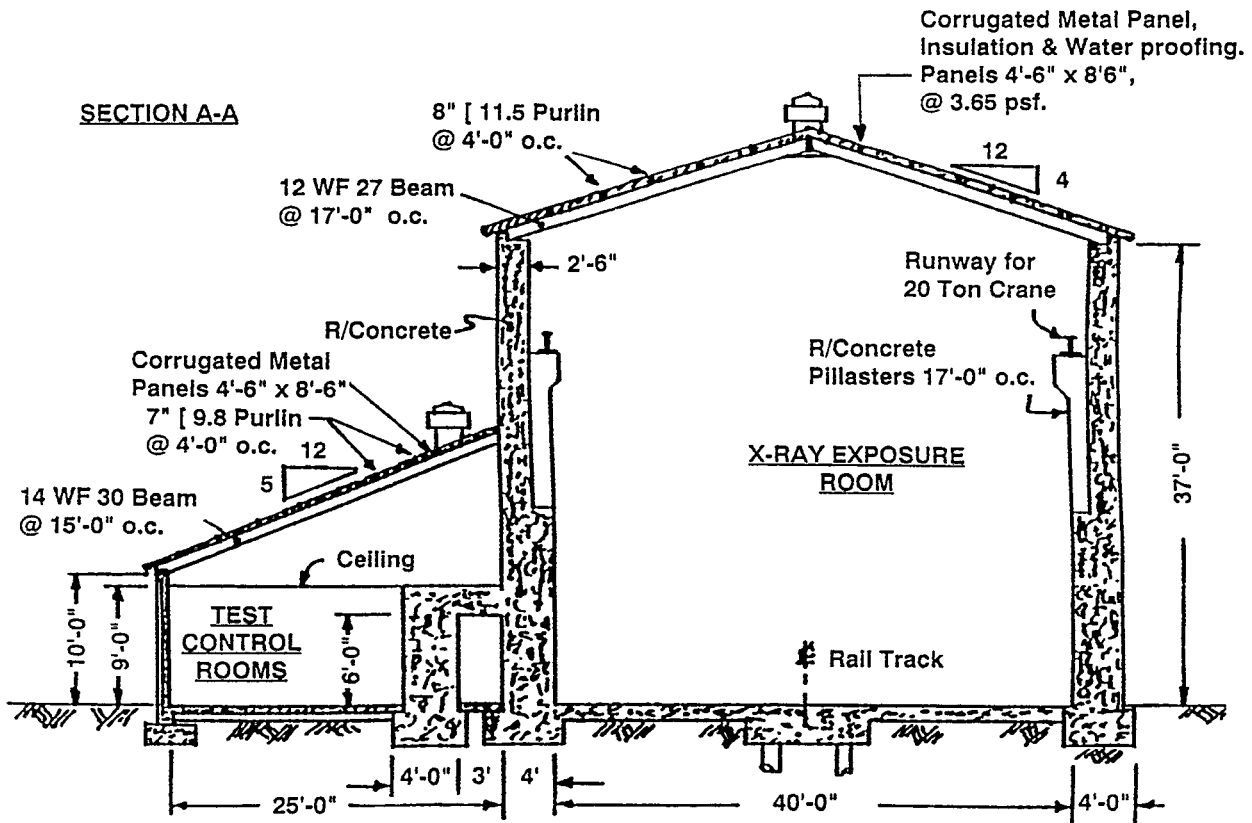 Corrugated Metal Panel,
Insulation & Water proofing.
Panels 4'-6" x 8'6",
@ 3.65 psf.
SECTION A-A
8" [ 11.5 Purlin
@ 4'-0" o.c.
12
4
12 WF 27 Beam
@ 17'-0" o.c.
2'-6"
Runway for
20 Ton Crane
R/Concrete
R/Concrete
Pillasters 17'-0" o.c.
Corrugated Metal
Panels 4'-6" x 8'-6"
7" [ 9.8 Purlin
@ 4'-0" o.c.
12
5
X-RAY EXPOSURE
ROOM
37'-0"
14 WF 30 Beam
@ 15'-0" o.c.
Ceiling
10'-0"
9'-0"
TEST
CONTROL
ROOMS
6'-0"
Rail Track
4'-0"
3'
4'
25'-0"
40'-0"
4'-0"